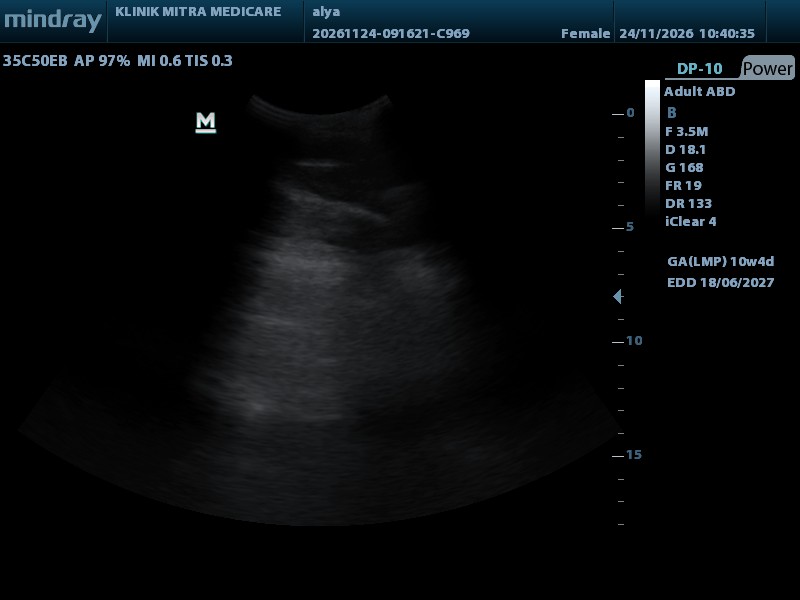 mindray
KLINIK MITRA MEDICARE
alya
20261124-091621-C969
Female
24/11/2026 10:40:35
35C50EB AP 97% MI 0.6 TIS 0.3
DP-10
Power
M
Adult ABD
B
F 3.5M
D 18.1
G 168
FR 19
DR 133
iClear 4
GA(LMP) 10w4d
EDD 18/06/2027
0
5
10
15